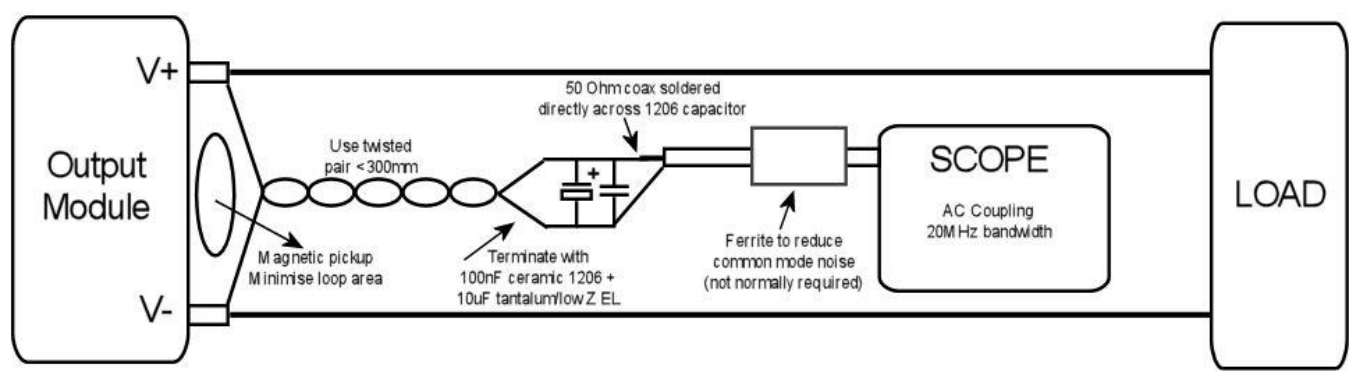 V+
Output
Module
V-
Magnetic pickup
Minimise loop area
Use twisted
pair <300mm
Terminate with
100nF ceramic 1206 +
10uF tantalum/low Z EL
+
50 Ohm coax soldered
directly across 1206 capacitor
Ferrite to reduce
common mode noise
(not normally required)
SCOPE
AC Coupling
20MHz bandwidth
LOAD